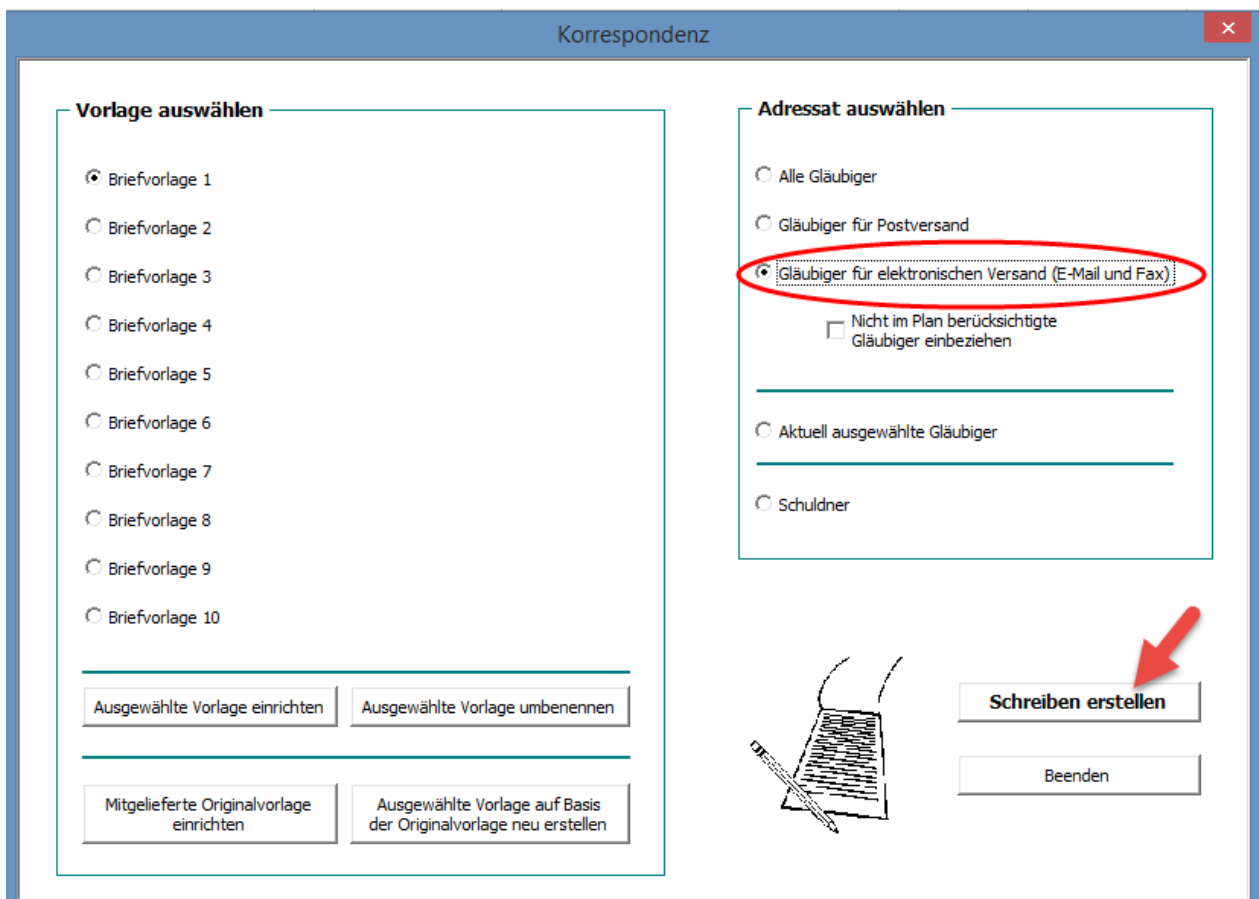 Korrespondenz
Vorlage auswählen
Briefvorlage 1
Briefvorlage 2
Briefvorlage 3
Briefvorlage 4
Briefvorlage 5
Briefvorlage 6
Briefvorlage 7
Briefvorlage 8
Briefvorlage 9
Briefvorlage 10
Ausgewählte Vorlage einrichten
Ausgewählte Vorlage umbenennen
Mitgelieferte Originalvorlage
einrichten
Ausgewählte Vorlage auf Basis
der Originalvorlage neu erstellen
Adressat auswählen
Alle Gläubiger
Gläubiger für Postversand
Gläubiger für elektronischen Versand (E-Mail und Fax)
Nicht im Plan berücksichtigte
Gläubiger einbeziehen
Aktuell ausgewählte Gläubiger
Schuldner
Schreiben erstellen
Beenden